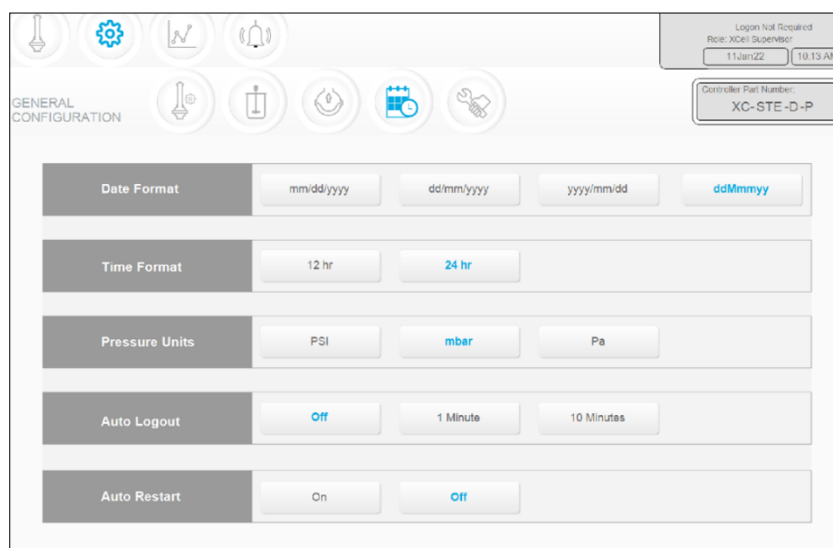 Logon Not Required
Role: XCell Supervisor
11Jan22 10:13 AM
GENERAL
CONFIGURATION
Controller Part Number:
XC-STE-D-P
Date Format mm/dd/yyyy dd/mm/yyyy yyyy/mm/dd ddMmmyy
Time Format 12 hr 24 hr
Pressure Units PSI mbar Pa
Auto Logout Off 1 Minute 10 Minutes
Auto Restart On Off